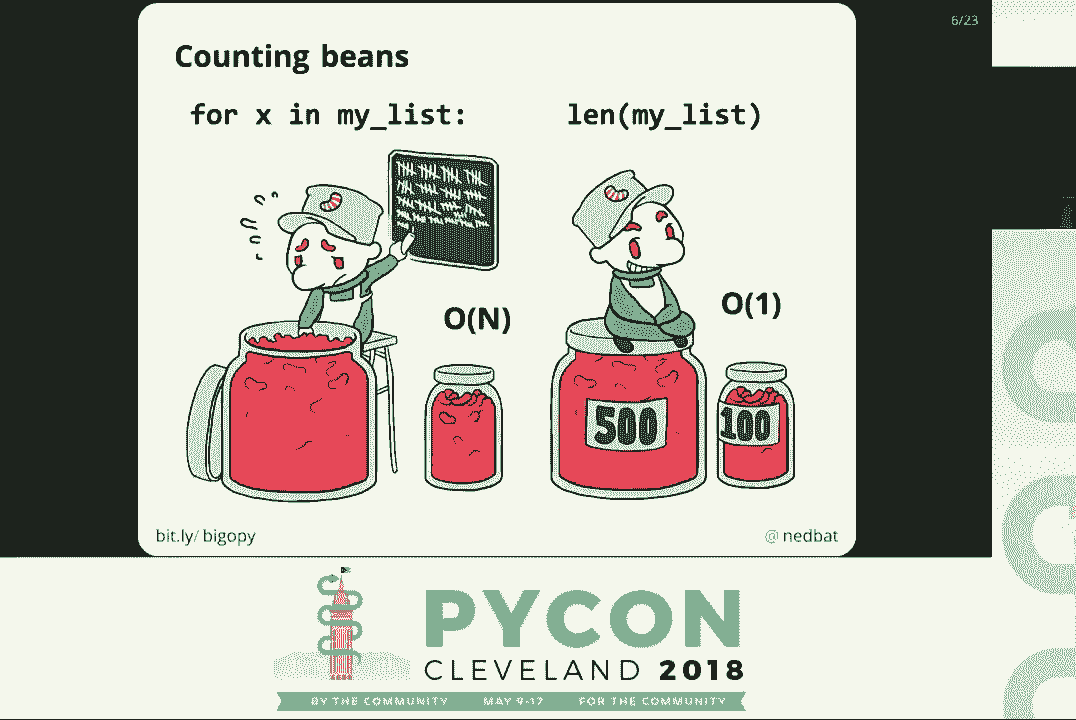 6/23
Counting beans
for x in my_list:
len(my_list)
O(N)
O(1)
500
100
bit.ly/bigopy
@nedbat
PYCON
CLEVELAND 2018
BY THE COMMUNITY MAY 9-17 FOR THE COMMUNITY